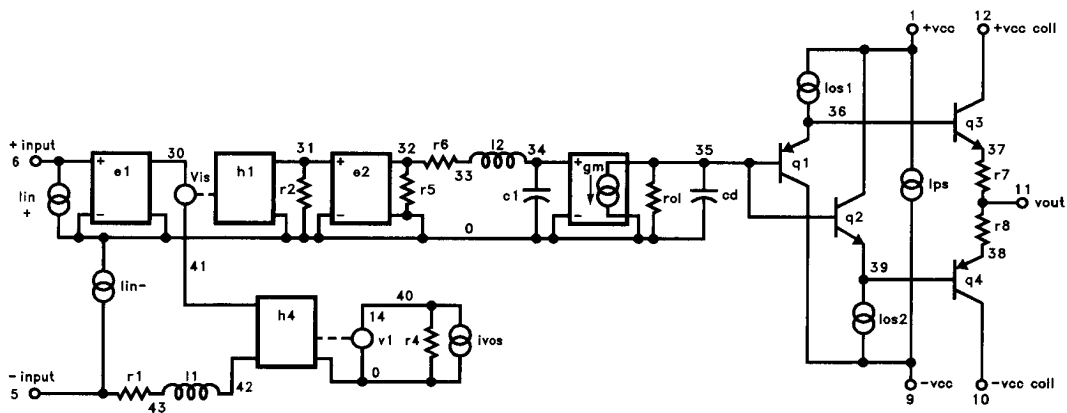 1 12
+vcc +vcc coll
Ios1
36 q3
+input 30 31 32 r6 l2 34 35 37
6 + e1 Vis h1 + e2 33 + gm q1 Ips r7 11
Iin + r2 r5 c1 rol cd q2 vout
− − − r8
0 38
41 39 q4
Iin− 40 Ios2
h4 14
v1 r4 ivos
−input r1 l1 0
5 43 42 −vcc −vcc coll
9 10